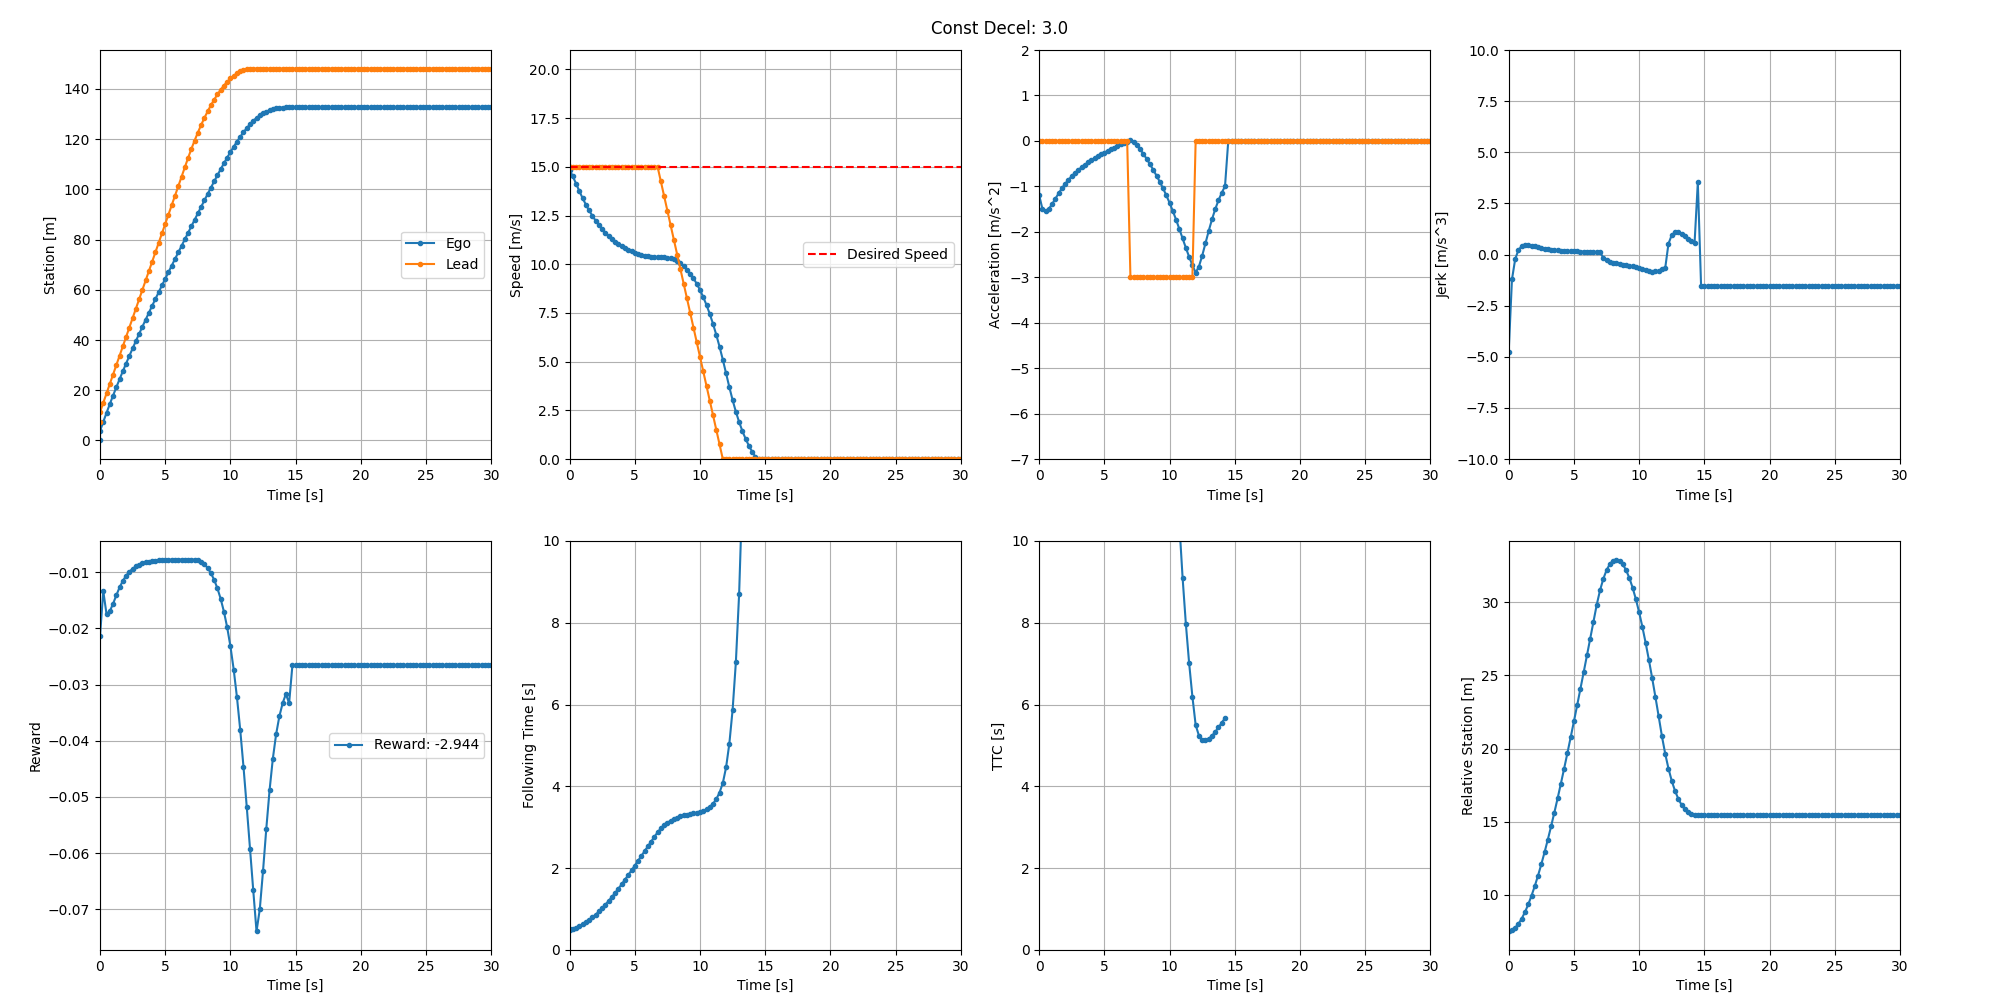 Const Decel: 3.0
Station [m]
140
120
100
80
60
40
20
0
Ego
Lead
0 5 10 15 20 25 30
Time [s]
Speed [m/s]
20.0
17.5
15.0
12.5
10.0
7.5
5.0
2.5
0.0
Desired Speed
0 5 10 15 20 25 30
Time [s]
Acceleration [m/s^2]
2
1
0
−1
−2
−3
−4
−5
−6
−7
0 5 10 15 20 25 30
Time [s]
Jerk [m/s^3]
10.0
7.5
5.0
2.5
0.0
−2.5
−5.0
−7.5
−10.0
0 5 10 15 20 25 30
Time [s]
Reward
−0.01
−0.02
−0.03
−0.04
−0.05
−0.06
−0.07
Reward: -2.944
0 5 10 15 20 25 30
Time [s]
Following Time [s]
10
8
6
4
2
0
0 5 10 15 20 25 30
Time [s]
TTC [s]
10
8
6
4
2
0
0 5 10 15 20 25 30
Time [s]
Relative Station [m]
30
25
20
15
10
0 5 10 15 20 25 30
Time [s]